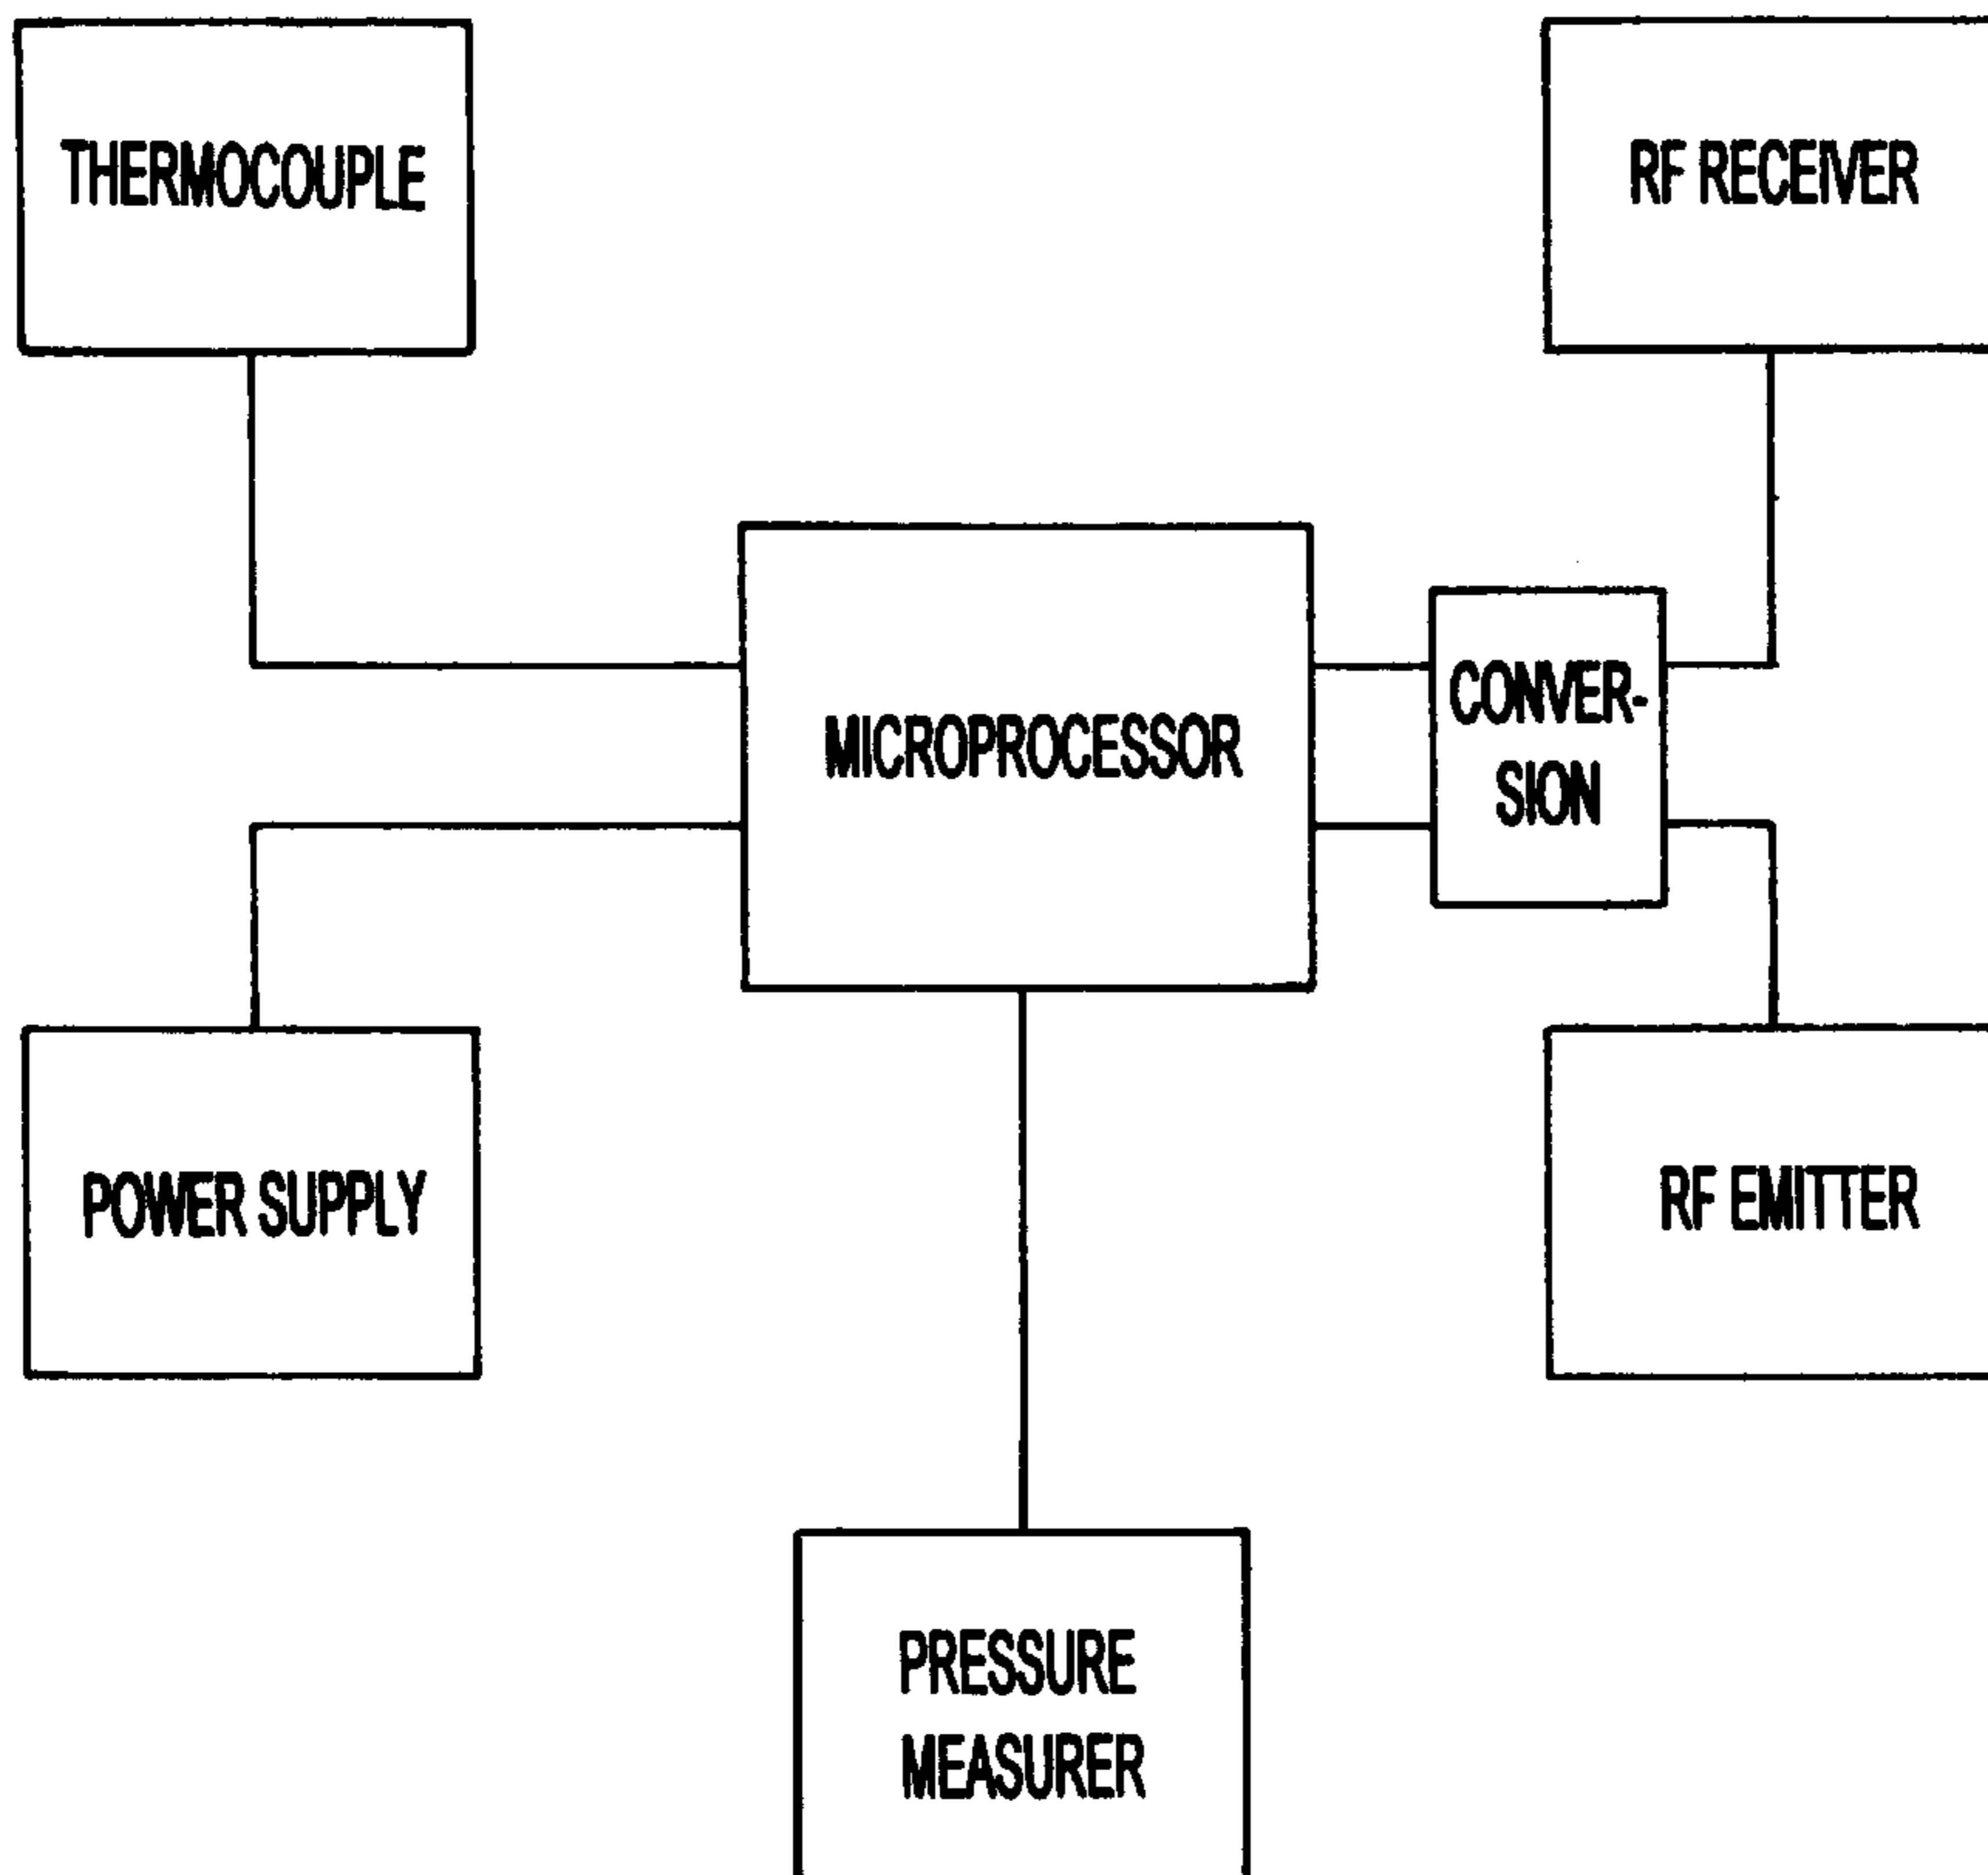 THERMOCOUPLE
RF RECEIVER
MICROPROCESSOR
CONVER-
SION
POWER SUPPLY
RF EMITTER
PRESSURE
MEASURER